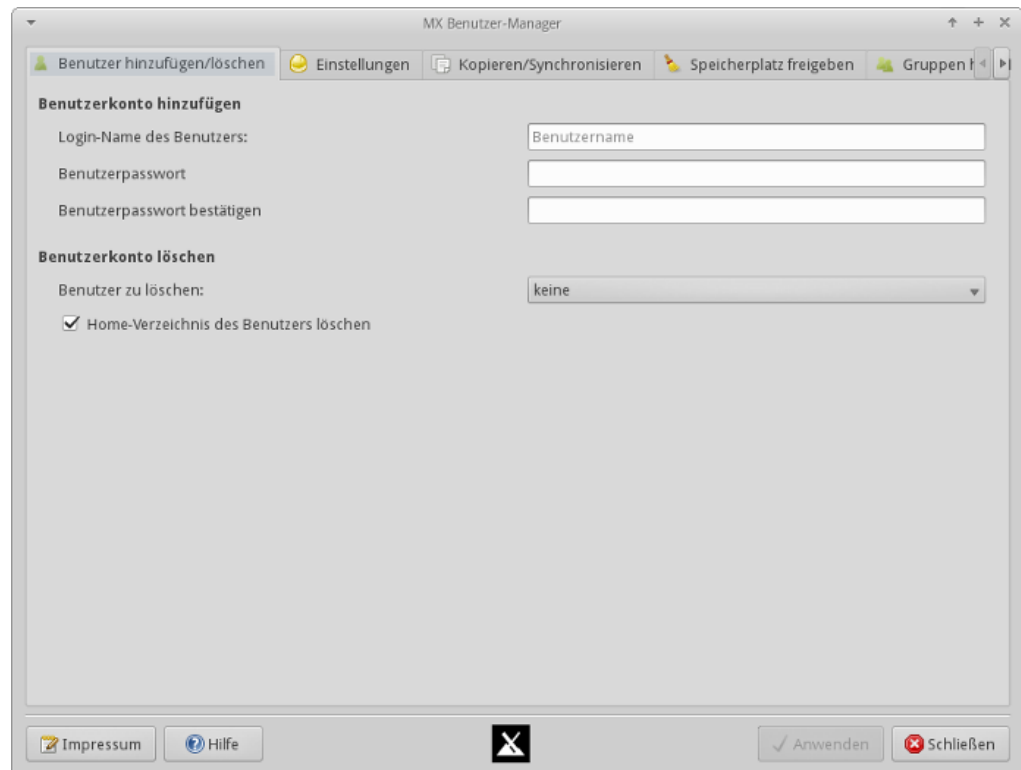 MX Benutzer-Manager
Benutzer hinzufügen/löschen
Einstellungen
Kopieren/Synchronisieren
Speicherplatz freigeben
Gruppen
Benutzerkonto hinzufügen
Login-Name des Benutzers:
Benutzername
Benutzerpasswort
Benutzerpasswort bestätigen
Benutzerkonto löschen
Benutzer zu löschen:
keine
Home-Verzeichnis des Benutzers löschen
Impressum
Hilfe
Anwenden
Schließen